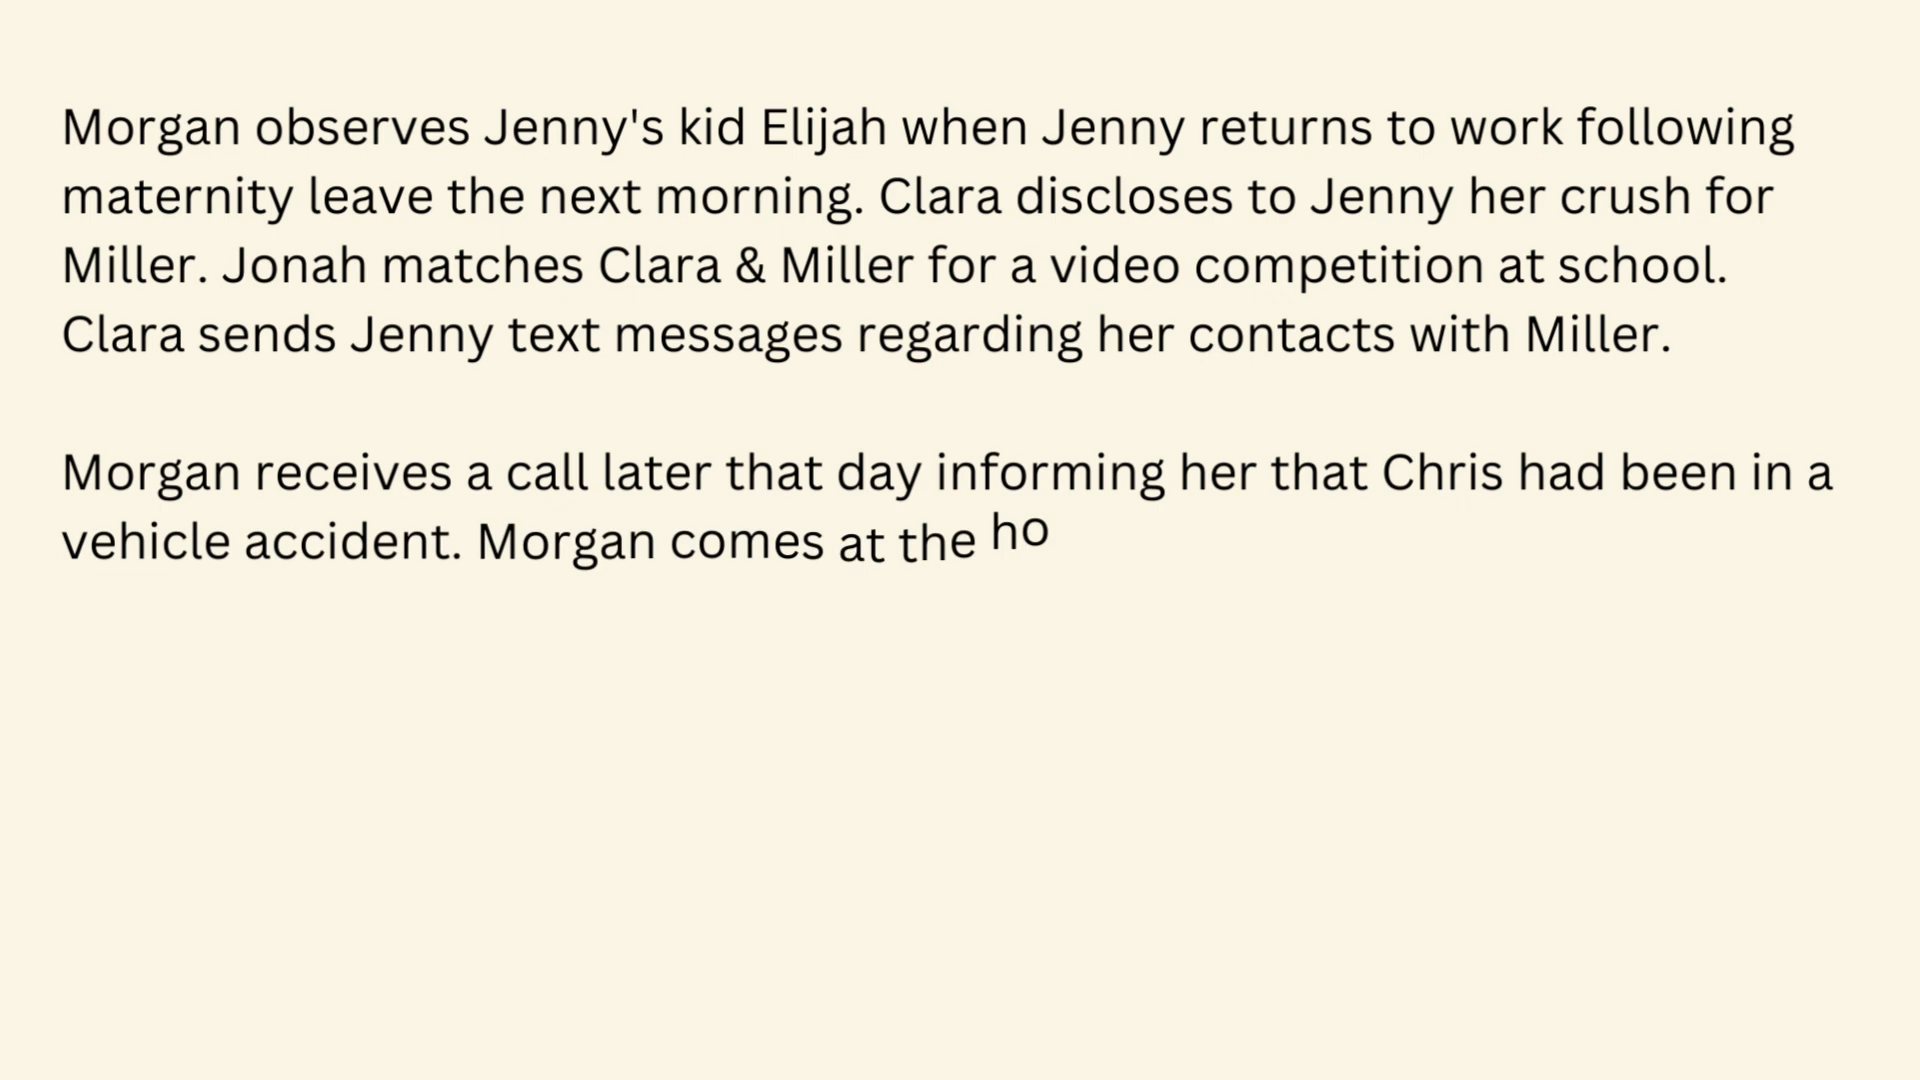 Morgan observes Jenny's kid Elijah when Jenny returns to work following
maternity leave the next morning. Clara discloses to Jenny her crush for
Miller. Jonah matches Clara & Miller for a video competition at school.
Clara sends Jenny text messages regarding her contacts with Miller.
Morgan receives a call later that day informing her that Chris had been in a
vehicle accident. Morgan comes at the ho